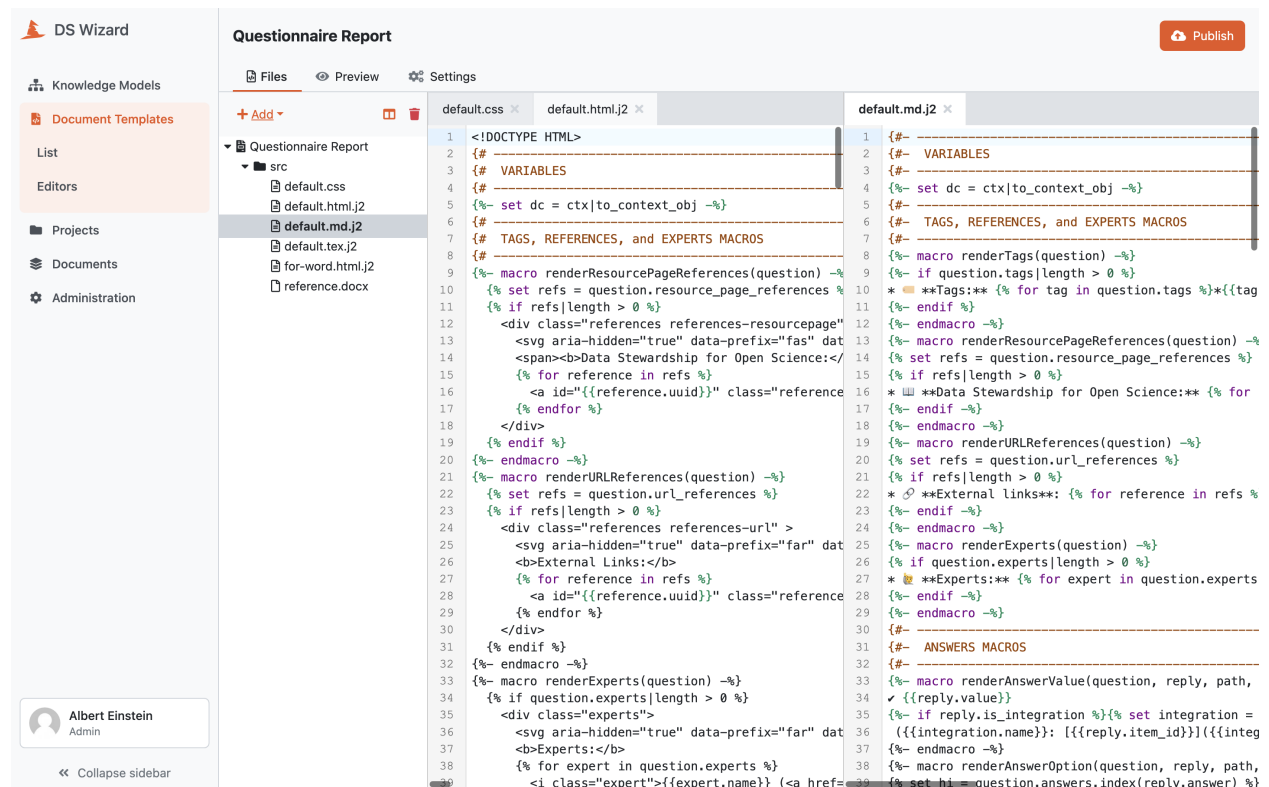 DS Wizard
Knowledge Models
Document Templates
List
Editors
Projects
Documents
Administration
Albert Einstein
Admin
Collapse sidebar
Questionnaire Report
Publish
Files
Preview
Settings
Add
Questionnaire Report
src
default.css
default.html.j2
default.md.j2
default.tex.j2
for-word.html.j2
reference.docx
default.css
default.html.j2
1 <!DOCTYPE HTML>
2 {# ------------------------------------------------
3 {#  VARIABLES
4 {# ------------------------------------------------
5 {%- set dc = ctx|to_context_obj -%}
6 {# ------------------------------------------------
7 {#  TAGS, REFERENCES, and EXPERTS MACROS
8 {# ------------------------------------------------
9 {%- macro renderResourcePageReferences(question) -%
10   {% set refs = question.resource_page_references %
11   {% if refs|length > 0 %}
12     <div class="references references-resourcepage"
13       <svg aria-hidden="true" data-prefix="fas" dat
14       <span><b>Data Stewardship for Open Science:</
15       {% for reference in refs %}
16         <a id="{{reference.uuid}}" class="reference
17       {% endfor %}
18     </div>
19   {% endif %}
20 {%- endmacro -%}
21 {%- macro renderURLReferences(question) -%}
22   {% set refs = question.url_references %}
23   {% if refs|length > 0 %}
24     <div class="references references-url" >
25       <svg aria-hidden="true" data-prefix="far" dat
26       <b>External Links:</b>
27       {% for reference in refs %}
28         <a id="{{reference.uuid}}" class="reference
29       {% endfor %}
30     </div>
31   {% endif %}
32 {%- endmacro -%}
33 {%- macro renderExperts(question) -%}
34   {% if question.experts|length > 0 %}
35     <div class="experts">
36       <svg aria-hidden="true" data-prefix="far" dat
37       <b>Experts:</b>
38       {% for expert in question.experts %}
39         <i class="expert">{{expert.name}} (<a href=
default.md.j2
1 {#- -----------------------------------------------
2 {#-  VARIABLES
3 {#- -----------------------------------------------
4 {%- set dc = ctx|to_context_obj -%}
5 {#- -----------------------------------------------
6 {#-  TAGS, REFERENCES, and EXPERTS MACROS
7 {#- -----------------------------------------------
8 {%- macro renderTags(question) -%}
9 {%- if question.tags|length > 0 %}
10 * 🏷️ **Tags:** {% for tag in question.tags %}*{{tag
11 {%- endif %}
12 {%- endmacro -%}
13 {%- macro renderResourcePageReferences(question) -%
14 {% set refs = question.resource_page_references %}
15 {% if refs|length > 0 %}
16 * 📖 **Data Stewardship for Open Science:** {% for
17 {%- endif -%}
18 {%- endmacro -%}
19 {%- macro renderURLReferences(question) -%}
20 {% set refs = question.url_references %}
21 {% if refs|length > 0 %}
22 * 🔗 **External links**: {% for reference in refs %
23 {%- endif -%}
24 {%- endmacro -%}
25 {%- macro renderExperts(question) -%}
26 {% if question.experts|length > 0 %}
27 * 🙋 **Experts:** {% for expert in question.experts
28 {%- endif -%}
29 {%- endmacro -%}
30 {#- -----------------------------------------------
31 {#-  ANSWERS MACROS
32 {#- -----------------------------------------------
33 {%- macro renderAnswerValue(question, reply, path,
34 ✔ {{reply.value}}
35 {%- if reply.is_integration %}{% set integration =
36  ({{integration.name}}: [{{reply.item_id}}]({{integ
37 {%- endmacro -%}
38 {%- macro renderAnswerOption(question, reply, path,
39 {% set hi = question.answers.index(reply.answer) %}